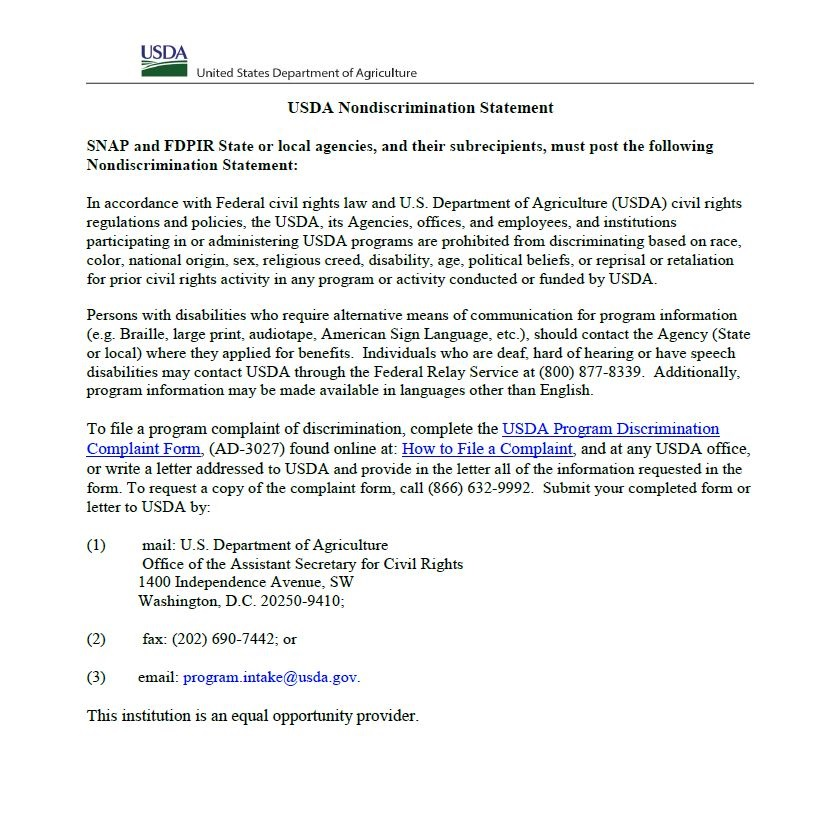 USDA
United States Department of Agriculture
USDA Nondiscrimination Statement
SNAP and FDPIR State or local agencies, and their subrecipients, must post the following
Nondiscrimination Statement:
In accordance with Federal civil rights law and U.S. Department of Agriculture (USDA) civil rights
regulations and policies, the USDA, its Agencies, offices, and employees, and institutions
participating in or administering USDA programs are prohibited from discriminating based on race,
color, national origin, sex, religious creed, disability, age, political beliefs, or reprisal or retaliation
for prior civil rights activity in any program or activity conducted or funded by USDA.
Persons with disabilities who require alternative means of communication for program information
(e.g. Braille, large print, audiotape, American Sign Language, etc.), should contact the Agency (State
or local) where they applied for benefits.  Individuals who are deaf, hard of hearing or have speech
disabilities may contact USDA through the Federal Relay Service at (800) 877-8339.  Additionally,
program information may be made available in languages other than English.
To file a program complaint of discrimination, complete the USDA Program Discrimination
Complaint Form, (AD-3027) found online at: How to File a Complaint, and at any USDA office,
or write a letter addressed to USDA and provide in the letter all of the information requested in the
form. To request a copy of the complaint form, call (866) 632-9992.  Submit your completed form or
letter to USDA by:
(1) mail: U.S. Department of Agriculture
Office of the Assistant Secretary for Civil Rights
1400 Independence Avenue, SW
Washington, D.C. 20250-9410;
(2) fax: (202) 690-7442; or
(3) email: program.intake@usda.gov.
This institution is an equal opportunity provider.